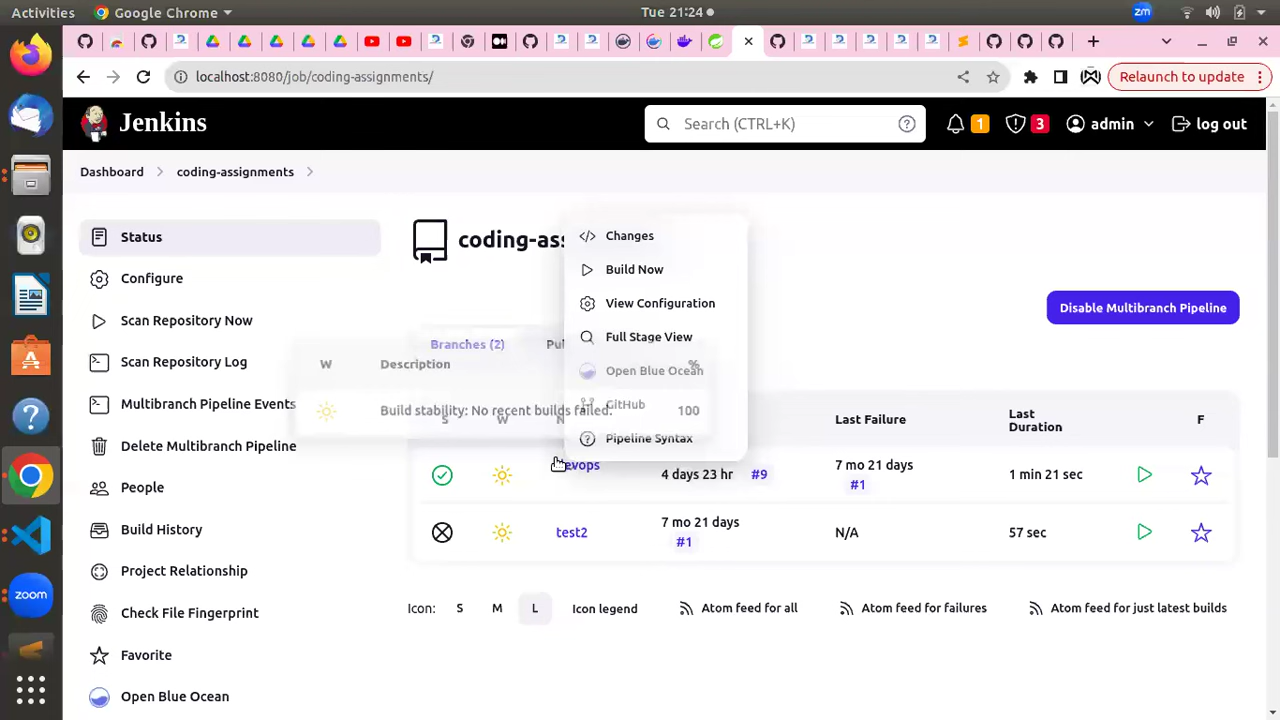 Activities Google Chrome Tue 21:24 zm
localhost:8080/job/coding-assignments/ Relaunch to update
Jenkins Search (CTRL+K) 1 3 admin log out
Dashboard coding-assignments
Status
Configure
Scan Repository Now
Scan Repository Log
Multibranch Pipeline Events
Delete Multibranch Pipeline
People
Build History
Project Relationship
Check File Fingerprint
Favorite
Open Blue Ocean
coding-ass
Disable Multibranch Pipeline
Changes
Build Now
View Configuration
Full Stage View
Open Blue Ocean
GitHub
Pipeline Syntax
Branches (2) Pul
W Description %
Build stability: No recent builds failed. 100
S W N Last Failure Last Duration F
evops 4 days 23 hr #9 7 mo 21 days #1 1 min 21 sec
test2 7 mo 21 days #1 N/A 57 sec
Icon: S M L Icon legend Atom feed for all Atom feed for failures Atom feed for just latest builds
zoom